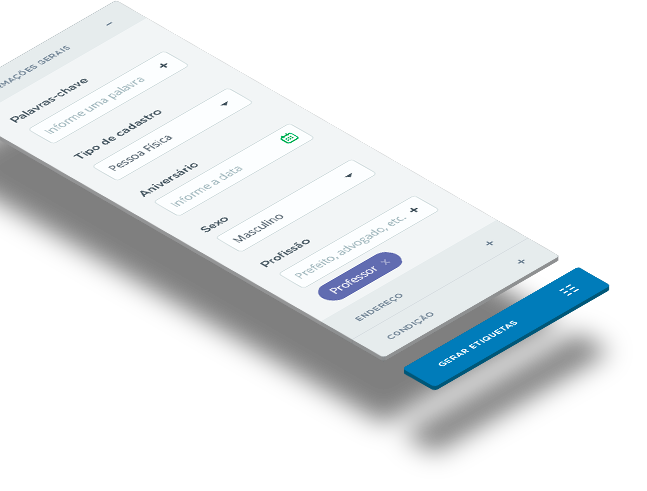 MAÇÕES GERAIS
Palavras-chave
Informe uma palavra
Tipo de cadastro
Pessoa Física
Aniversário
Informe a data
Sexo
Masculino
Profissão
Prefeito, advogado, etc.
Professor
ENDEREÇO
CONDIÇÃO
GERAR ETIQUETAS